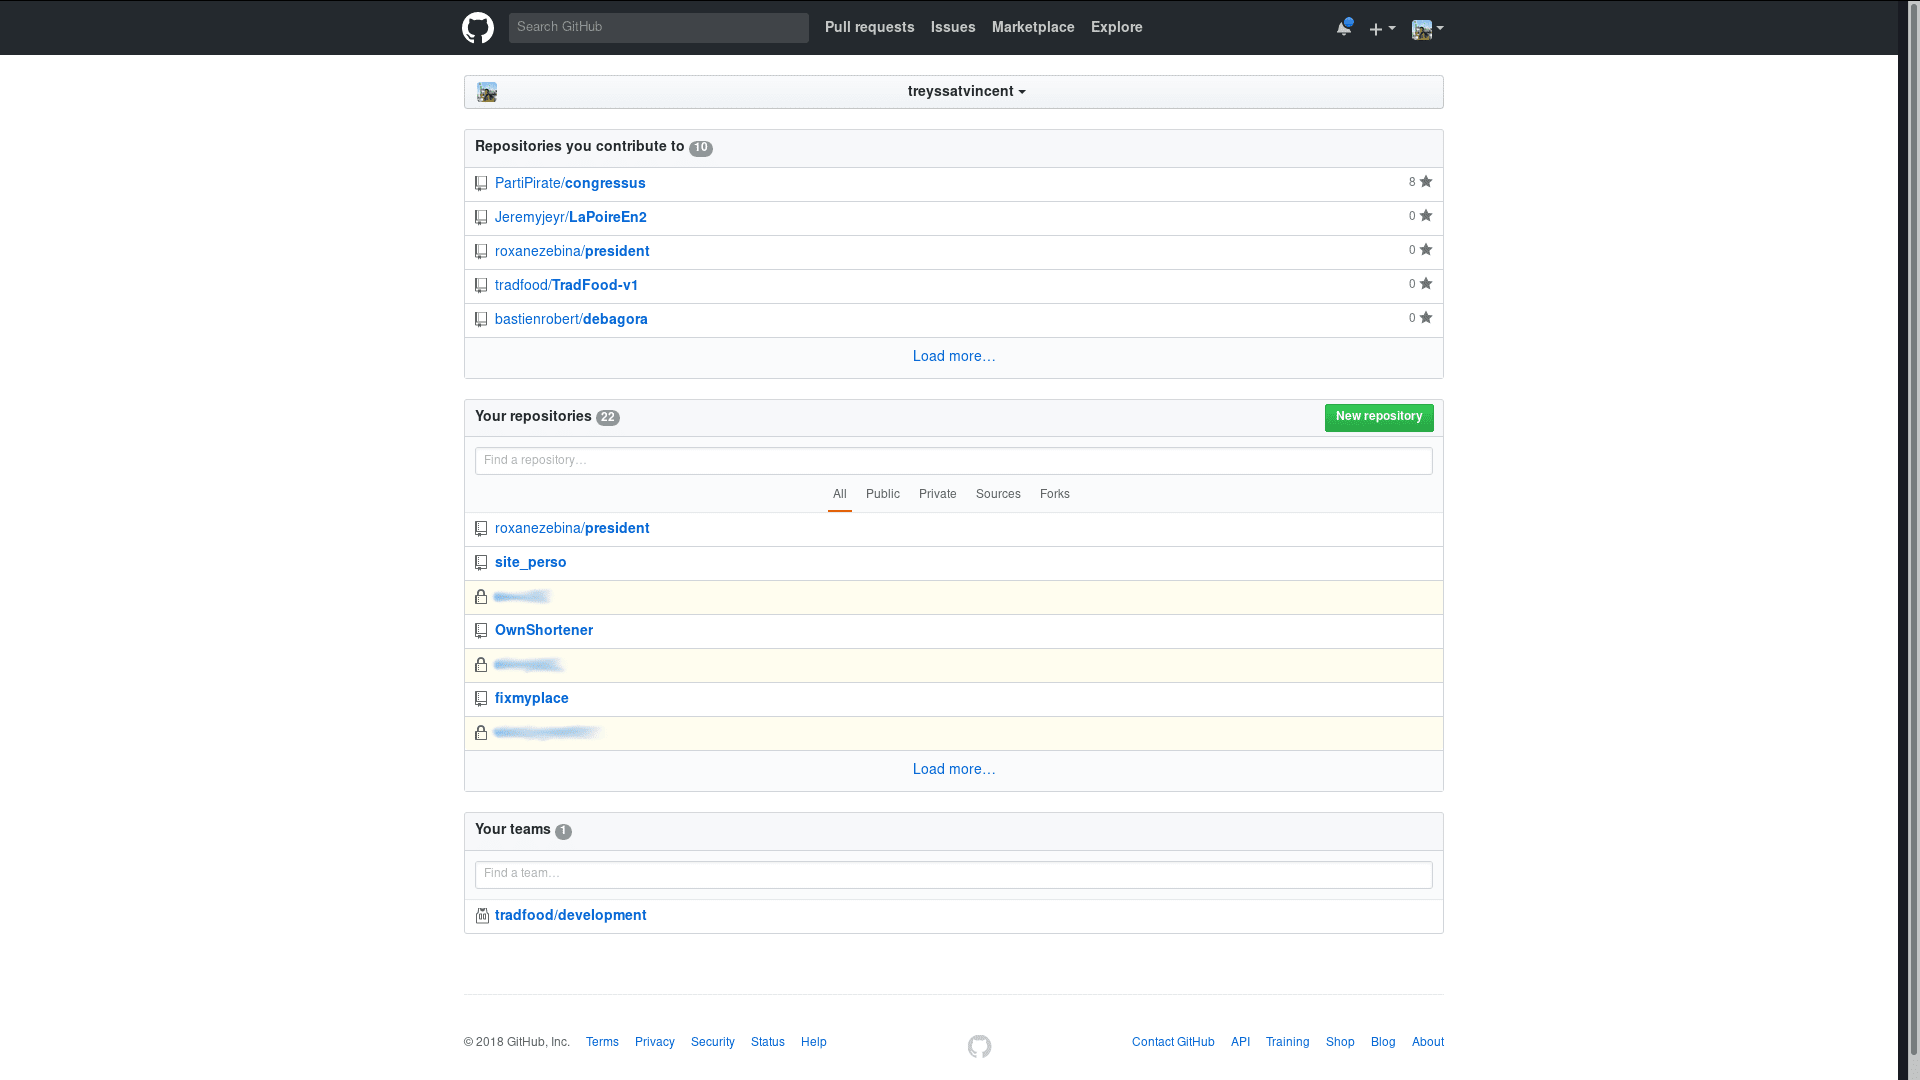 Search GitHub Pull requests Issues Marketplace Explore
treyssatvincent
Repositories you contribute to 10
PartiPirate/congressus 8
Jeremyjeyr/LaPoireEn2 0
roxanezebina/president 0
tradfood/TradFood-v1 0
bastienrobert/debagora 0
Load more…
Your repositories 22 New repository
Find a repository…
All Public Private Sources Forks
roxanezebina/president
site_perso
OwnShortener
fixmyplace
Load more…
Your teams 1
Find a team…
tradfood/development
© 2018 GitHub, Inc. Terms Privacy Security Status Help Contact GitHub API Training Shop Blog About